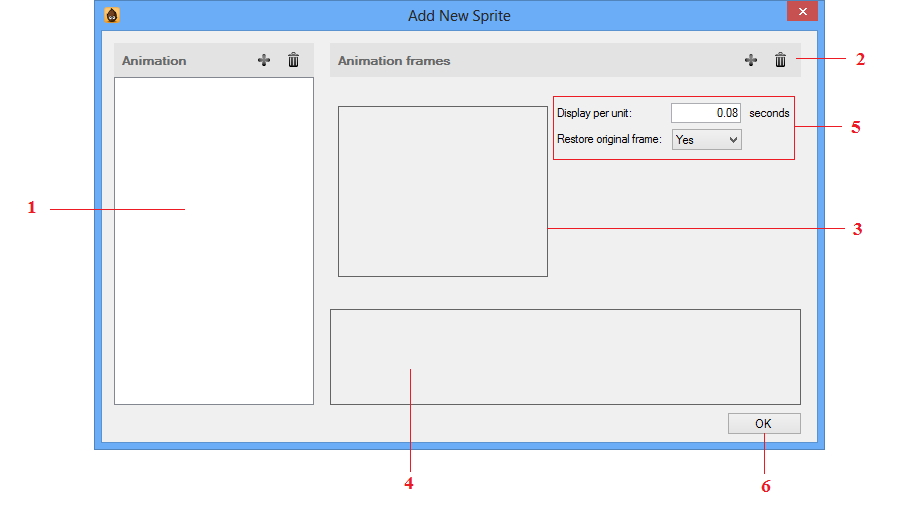 Add New Sprite
Animation
Animation frames
2
Display per unit: 0.08 seconds
5
Restore original frame: Yes
1
3
4
OK
6